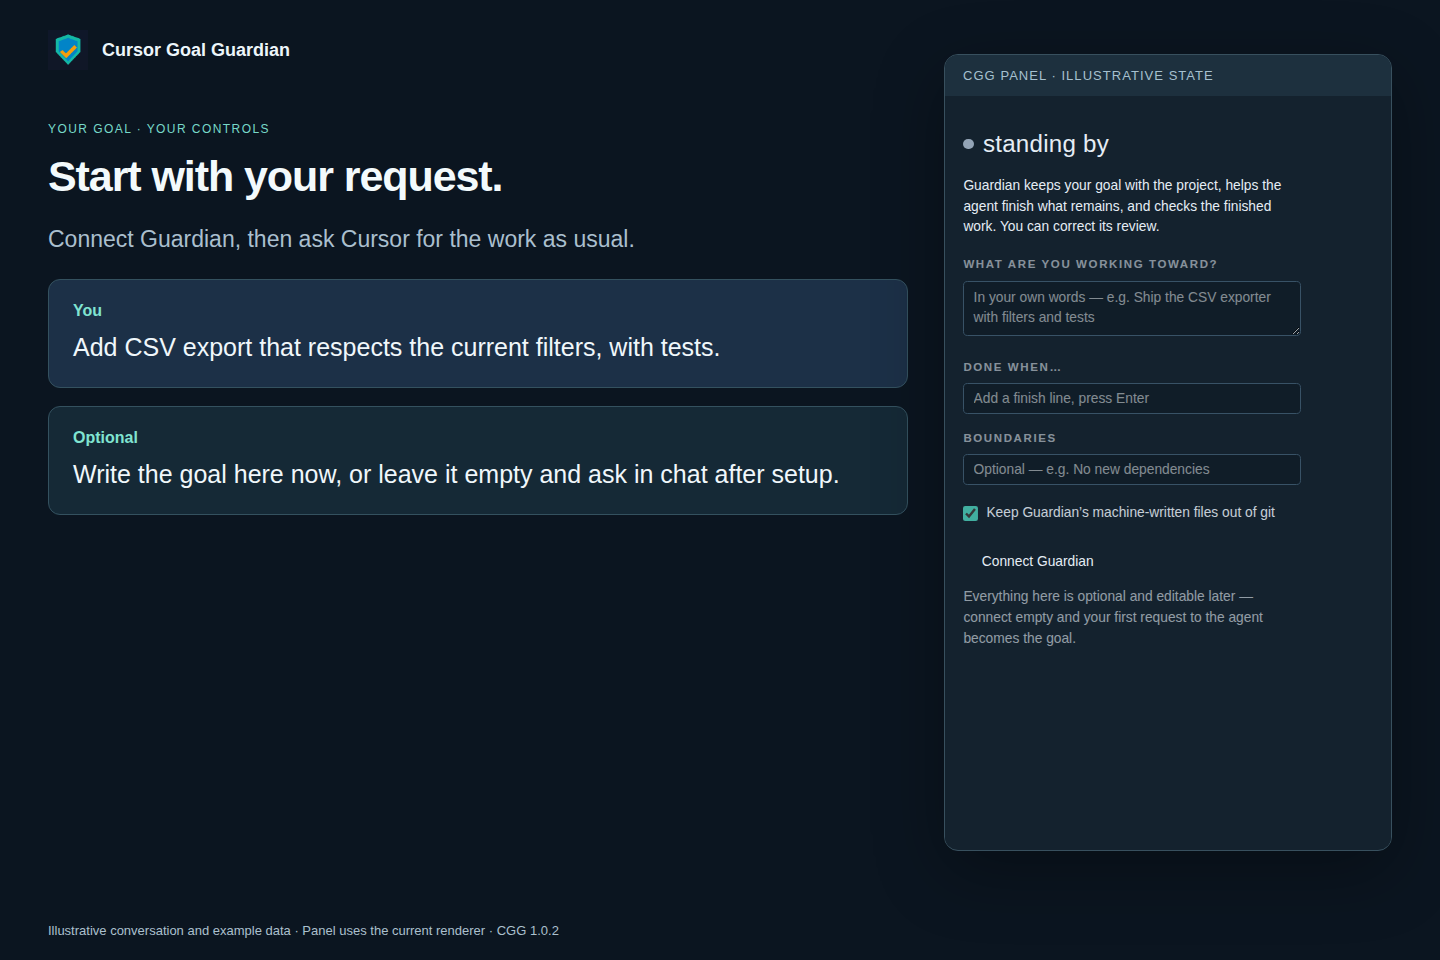 Cursor Goal Guardian
YOUR GOAL · YOUR CONTROLS
Start with your request.
Connect Guardian, then ask Cursor for the work as usual.
You
Add CSV export that respects the current filters, with tests.
Optional
Write the goal here now, or leave it empty and ask in chat after setup.
CGG PANEL · ILLUSTRATIVE STATE
standing by
Guardian keeps your goal with the project, helps the
agent finish what remains, and checks the finished
work. You can correct its review.
WHAT ARE YOU WORKING TOWARD?
In your own words — e.g. Ship the CSV exporter
with filters and tests
DONE WHEN…
Add a finish line, press Enter
BOUNDARIES
Optional — e.g. No new dependencies
Keep Guardian's machine-written files out of git
Connect Guardian
Everything here is optional and editable later —
connect empty and your first request to the agent
becomes the goal.
Illustrative conversation and example data · Panel uses the current renderer · CGG 1.0.2